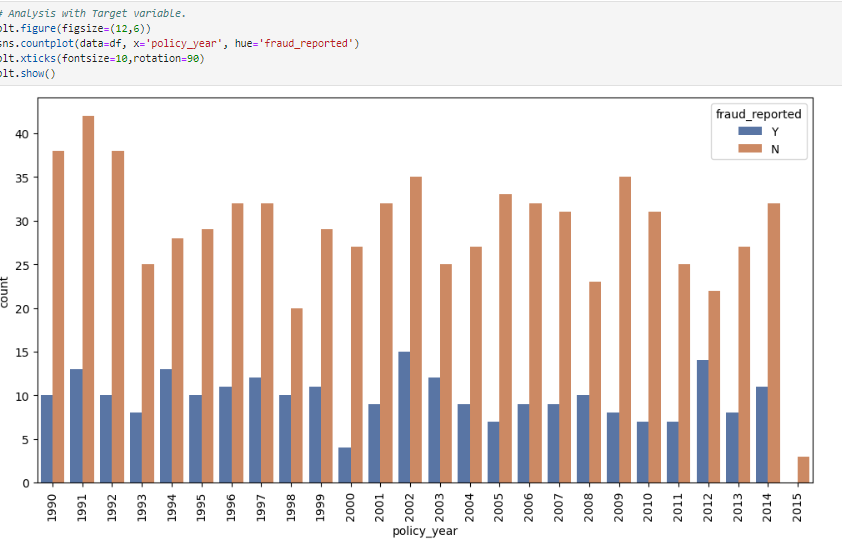 # Analysis with Target variable.
plt.figure(figsize=(12,6))
sns.countplot(data=df, x='policy_year', hue='fraud_reported')
plt.xticks(fontsize=10,rotation=90)
plt.show()
fraud_reported
Y
N
40
35
30
25
20
15
10
5
0
count
1990 1991 1992 1993 1994 1995 1996 1997 1998 1999 2000 2001 2002 2003 2004 2005 2006 2007 2008 2009 2010 2011 2012 2013 2014 2015
policy_year